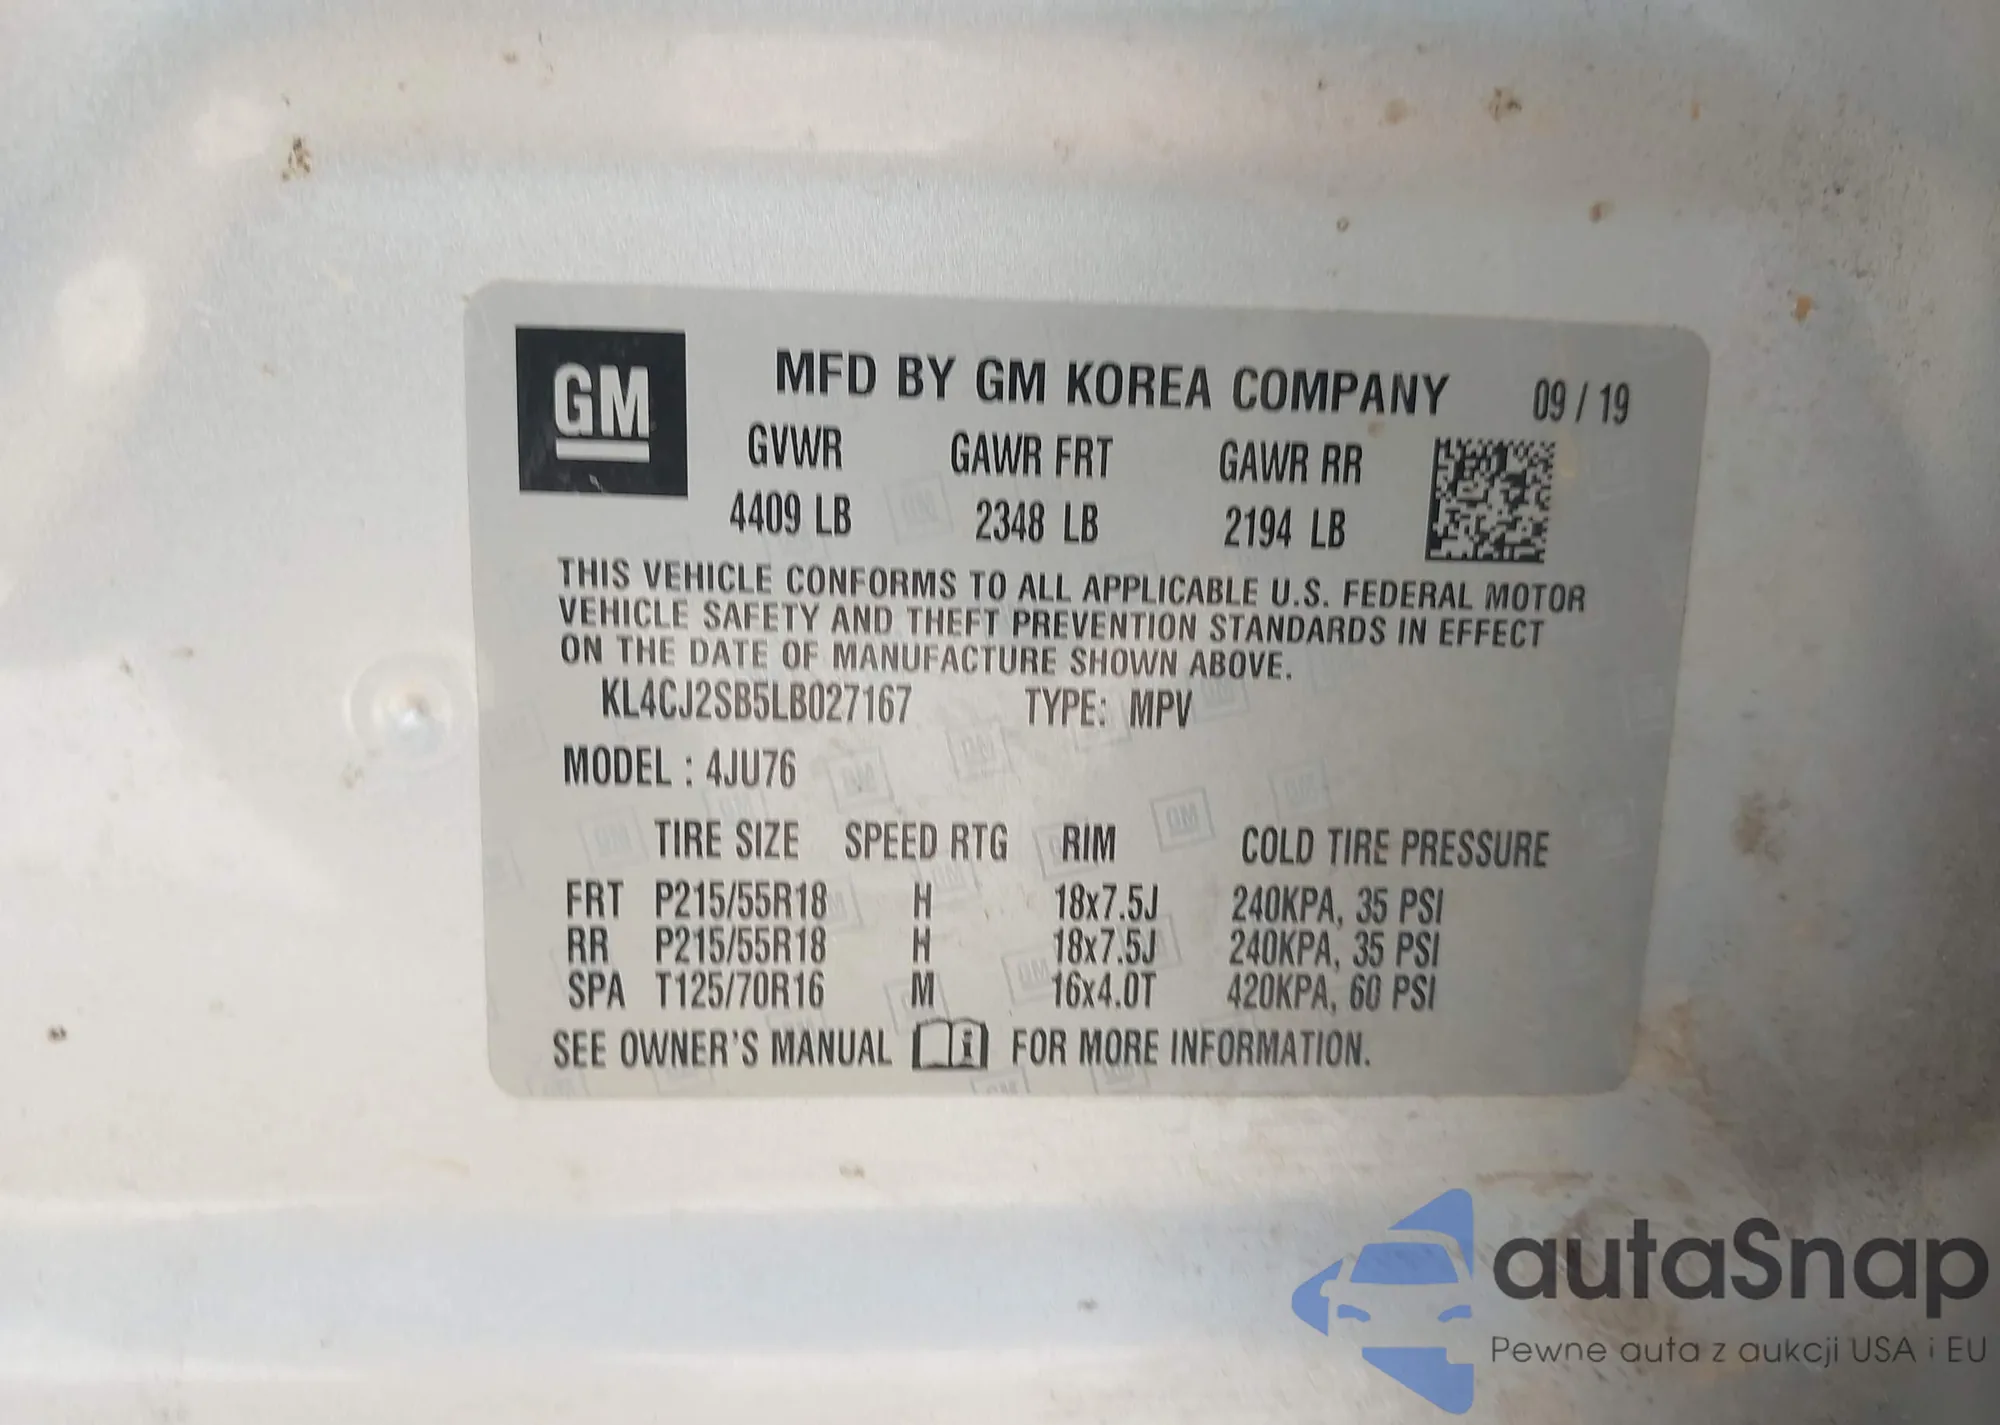 GM
MFD BY GM KOREA COMPANY 09 / 19
GVWR GAWR FRT GAWR RR
4409 LB 2348 LB 2194 LB
THIS VEHICLE CONFORMS TO ALL APPLICABLE U.S. FEDERAL MOTOR
VEHICLE SAFETY AND THEFT PREVENTION STANDARDS IN EFFECT
ON THE DATE OF MANUFACTURE SHOWN ABOVE.
KL4CJ2SB5LB027167 TYPE: MPV
MODEL : 4JU76
TIRE SIZE SPEED RTG RIM COLD TIRE PRESSURE
FRT P215/55R18 H 18x7.5J 240KPA, 35 PSI
RR P215/55R18 H 18x7.5J 240KPA, 35 PSI
SPA T125/70R16 M 16x4.0T 420KPA, 60 PSI
SEE OWNER'S MANUAL i FOR MORE INFORMATION.
autaSnap
Pewne auta z aukcji USA i EU